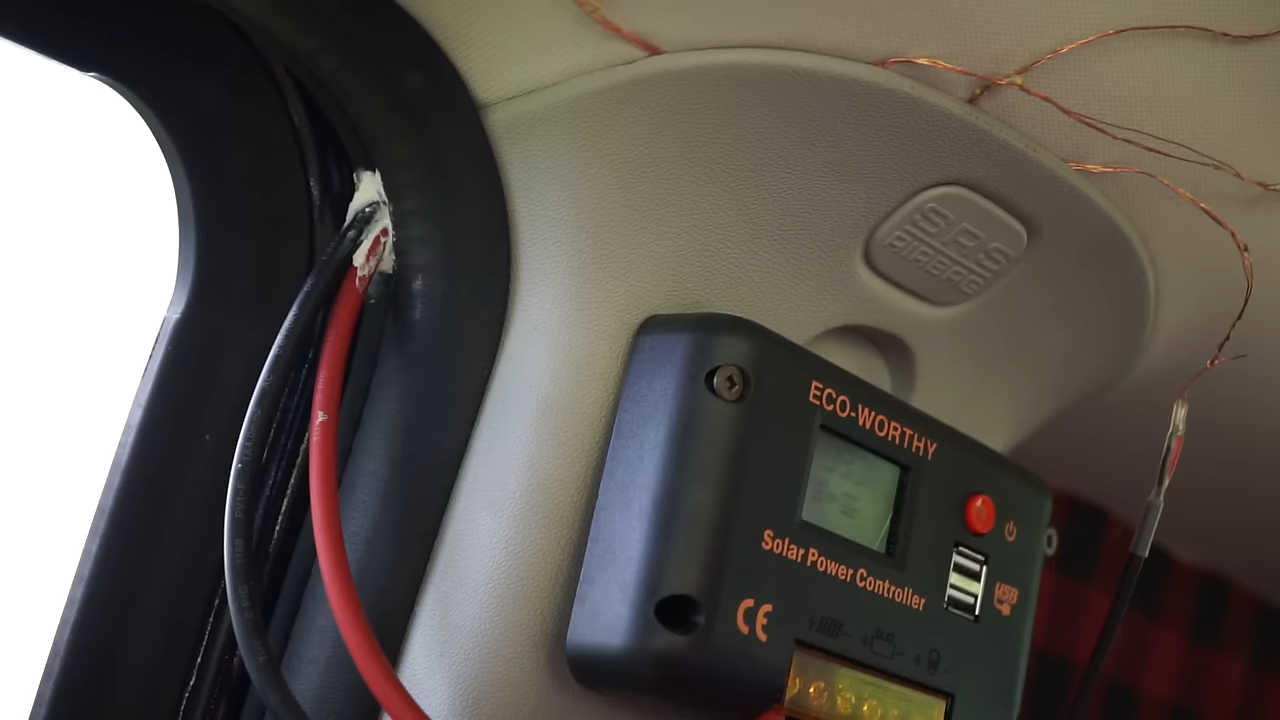 SRS
AIRBAG
ECO-WORTHY
Solar Power Controller
USB
CE